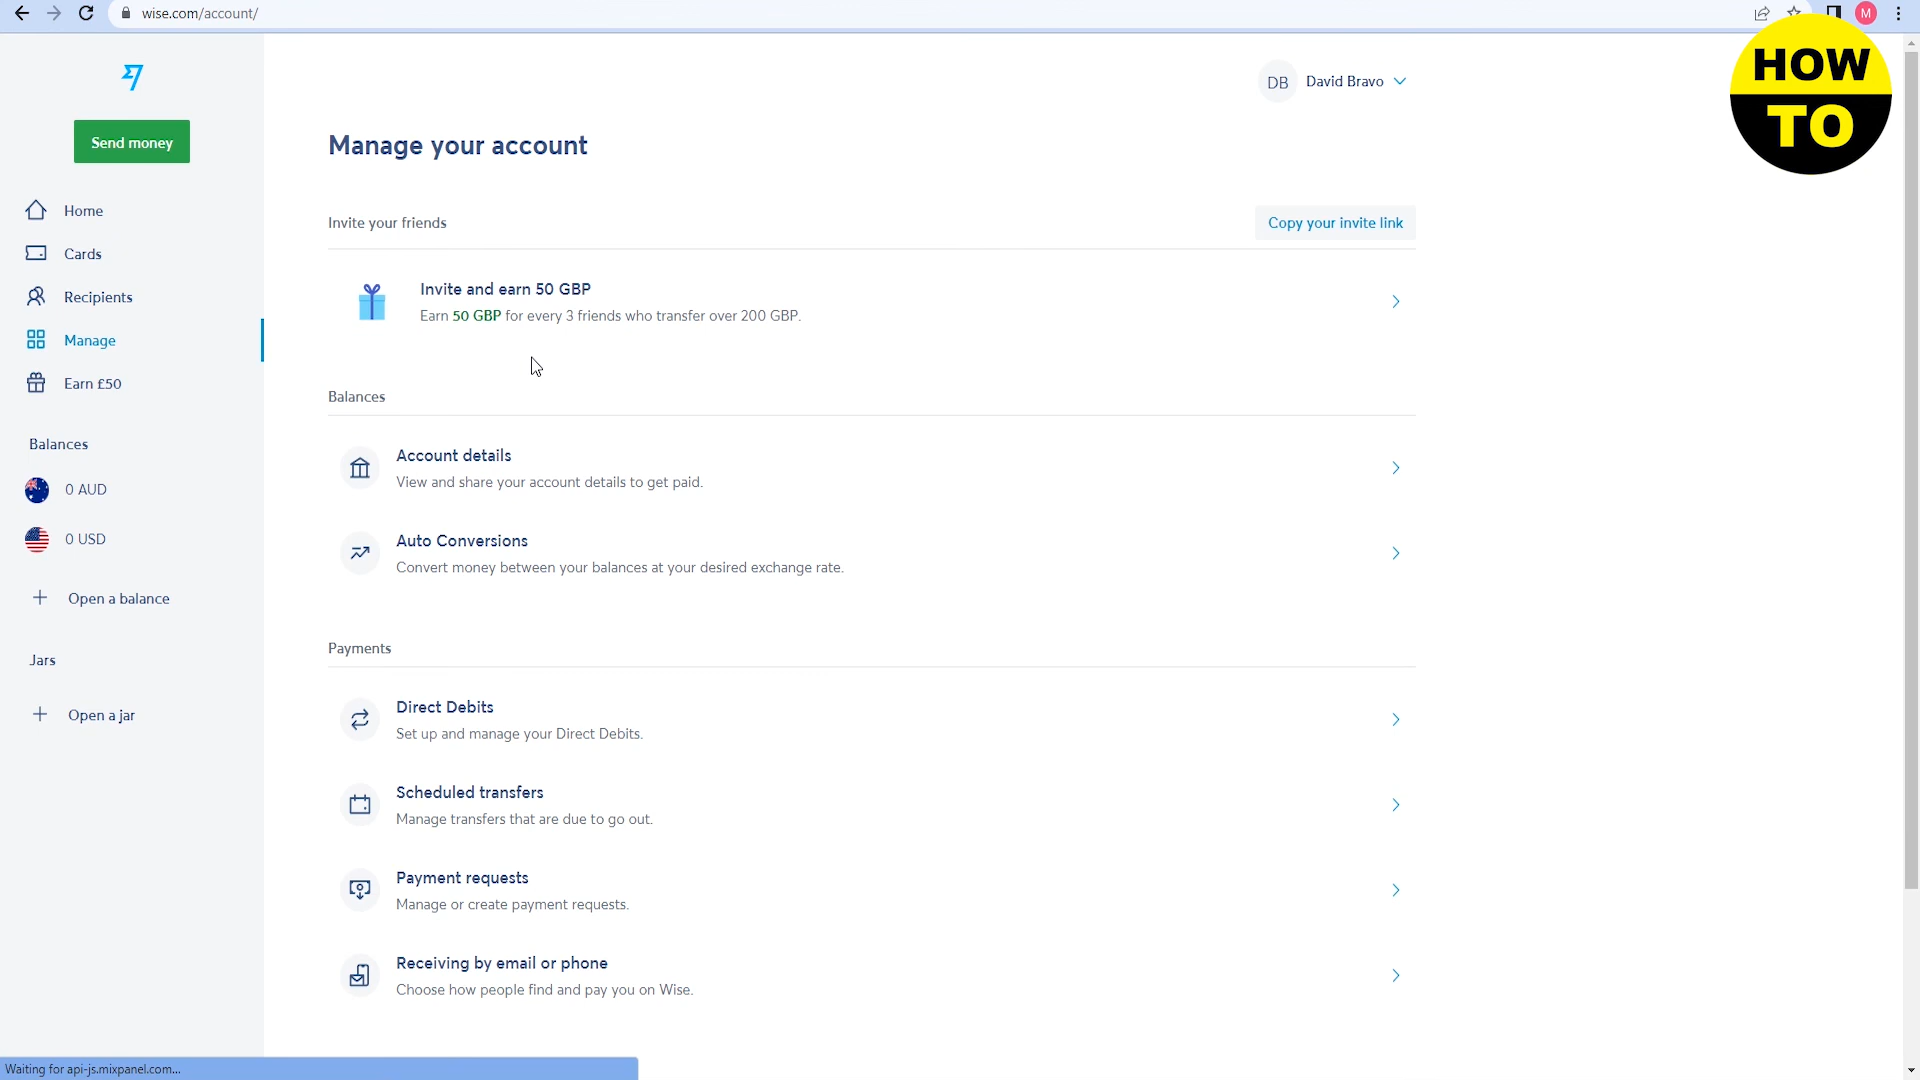 wise.com/account/
M
HOW
TO
DB David Bravo
Send money
Home
Cards
Recipients
Manage
Earn £50
Balances
0 AUD
0 USD
Open a balance
Jars
Open a jar
Manage your account
Invite your friends
Copy your invite link
Invite and earn 50 GBP
Earn 50 GBP for every 3 friends who transfer over 200 GBP.
Balances
Account details
View and share your account details to get paid.
Auto Conversions
Convert money between your balances at your desired exchange rate.
Payments
Direct Debits
Set up and manage your Direct Debits.
Scheduled transfers
Manage transfers that are due to go out.
Payment requests
Manage or create payment requests.
Receiving by email or phone
Choose how people find and pay you on Wise.
Waiting for api-js.mixpanel.com...